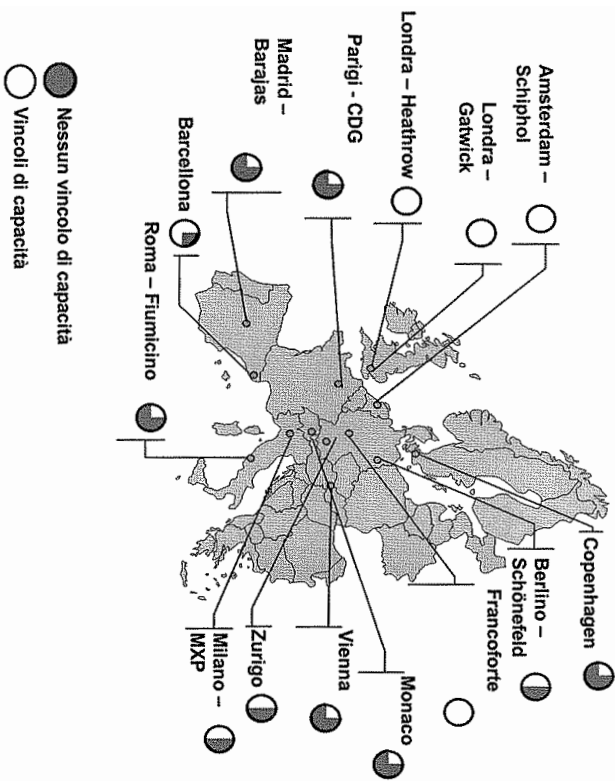 Amsterdam –
Schiphol
Londra –
Gatwick
Londra – Heathrow
Parigi - CDG
Madrid –
Barajas
Barcellona
Roma – Fiumicino
Copenhagen
Berlino –
Schönefeld
Francoforte
Monaco
Vienna
Zurigo
Milano –
MXP
Nessun vincolo di capacità
Vincoli di capacità